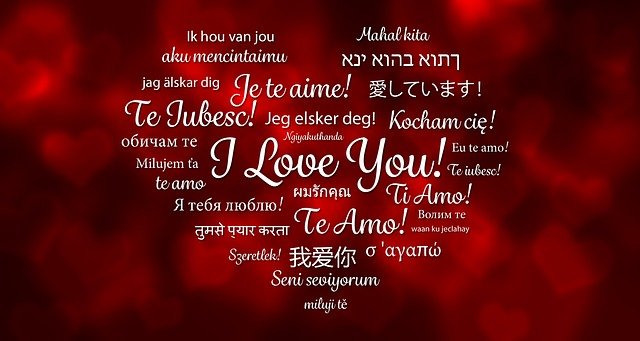 Ik hou van jou
Mahal kita
aku mencintaimu
ךתוא בהוא ינא
jag älskar dig
Je te aime!
愛しています!
Te Iubesc!
Jeg elsker deg!
Kocham cię!
Ngiyakuthanda
обичам те
I Love You!
Eu te amo!
Milujem ťa
Te iubesc!
te amo
ผมรักคุณ
Ti Amo!
Я тебя люблю!
Te Amo!
Волим те
तुमसे प्यार करता
waan ku jeclahay
Szeretlek!
我爱你
σ 'αγαπώ
Seni seviyorum
miluji tě